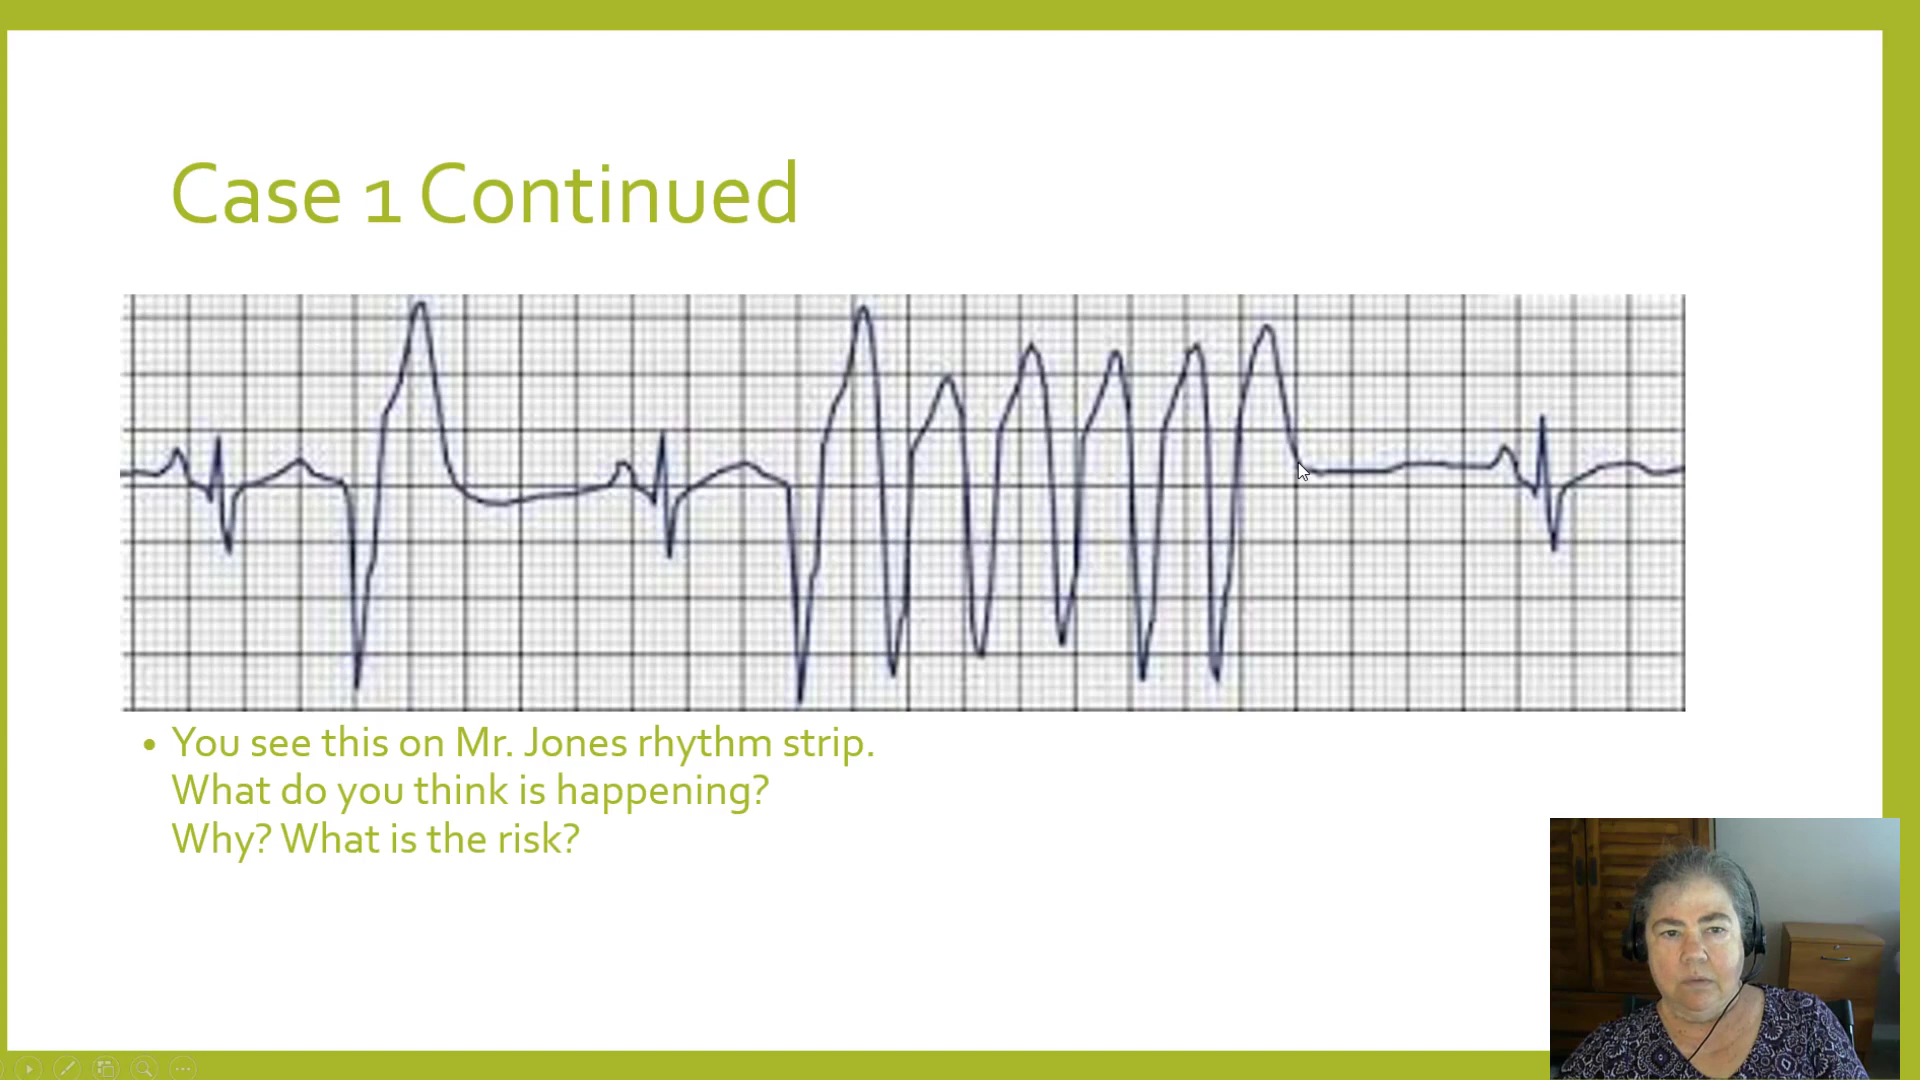 Case 1 Continued
• You see this on Mr. Jones rhythm strip.
What do you think is happening?
Why? What is the risk?